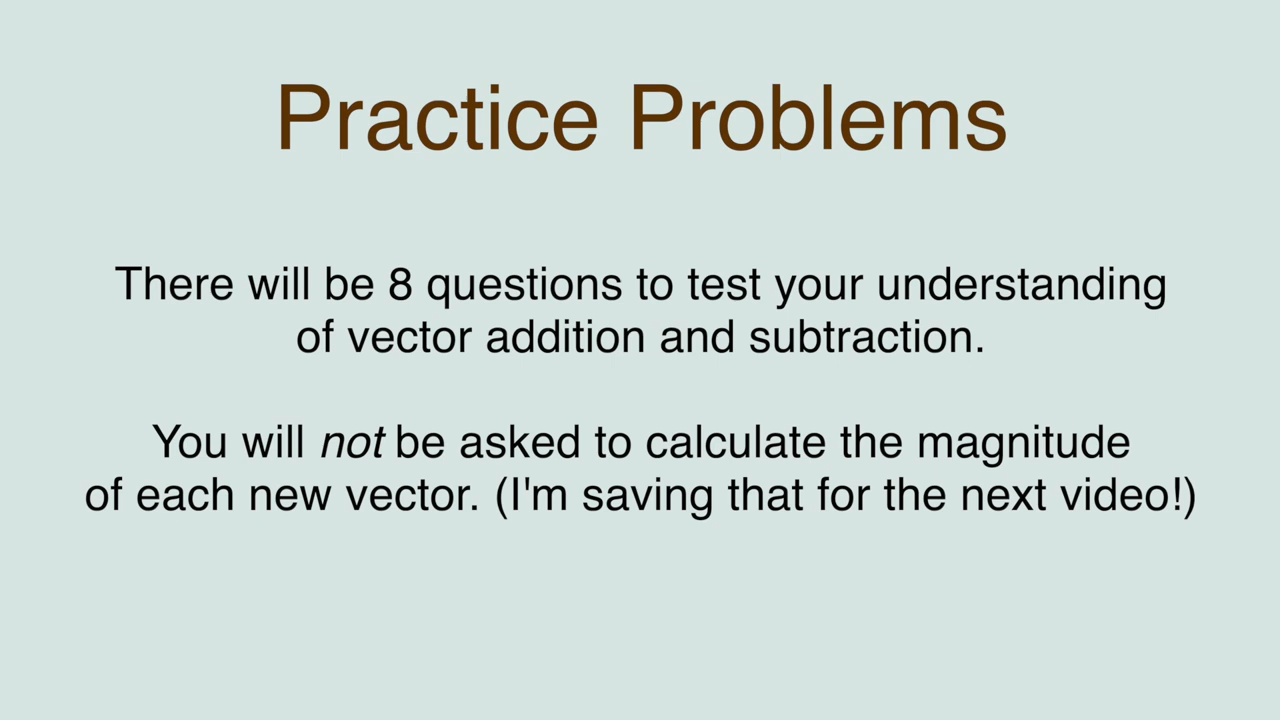 Practice Problems
There will be 8 questions to test your understanding
of vector addition and subtraction.
You will not be asked to calculate the magnitude
of each new vector. (I'm saving that for the next video!)